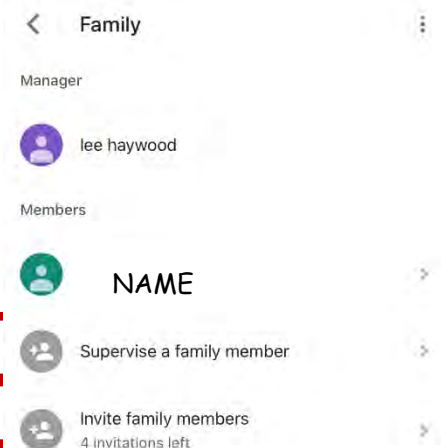 Family
Manager
lee haywood
Members
NAME
Supervise a family member
Invite family members
4 invitations left